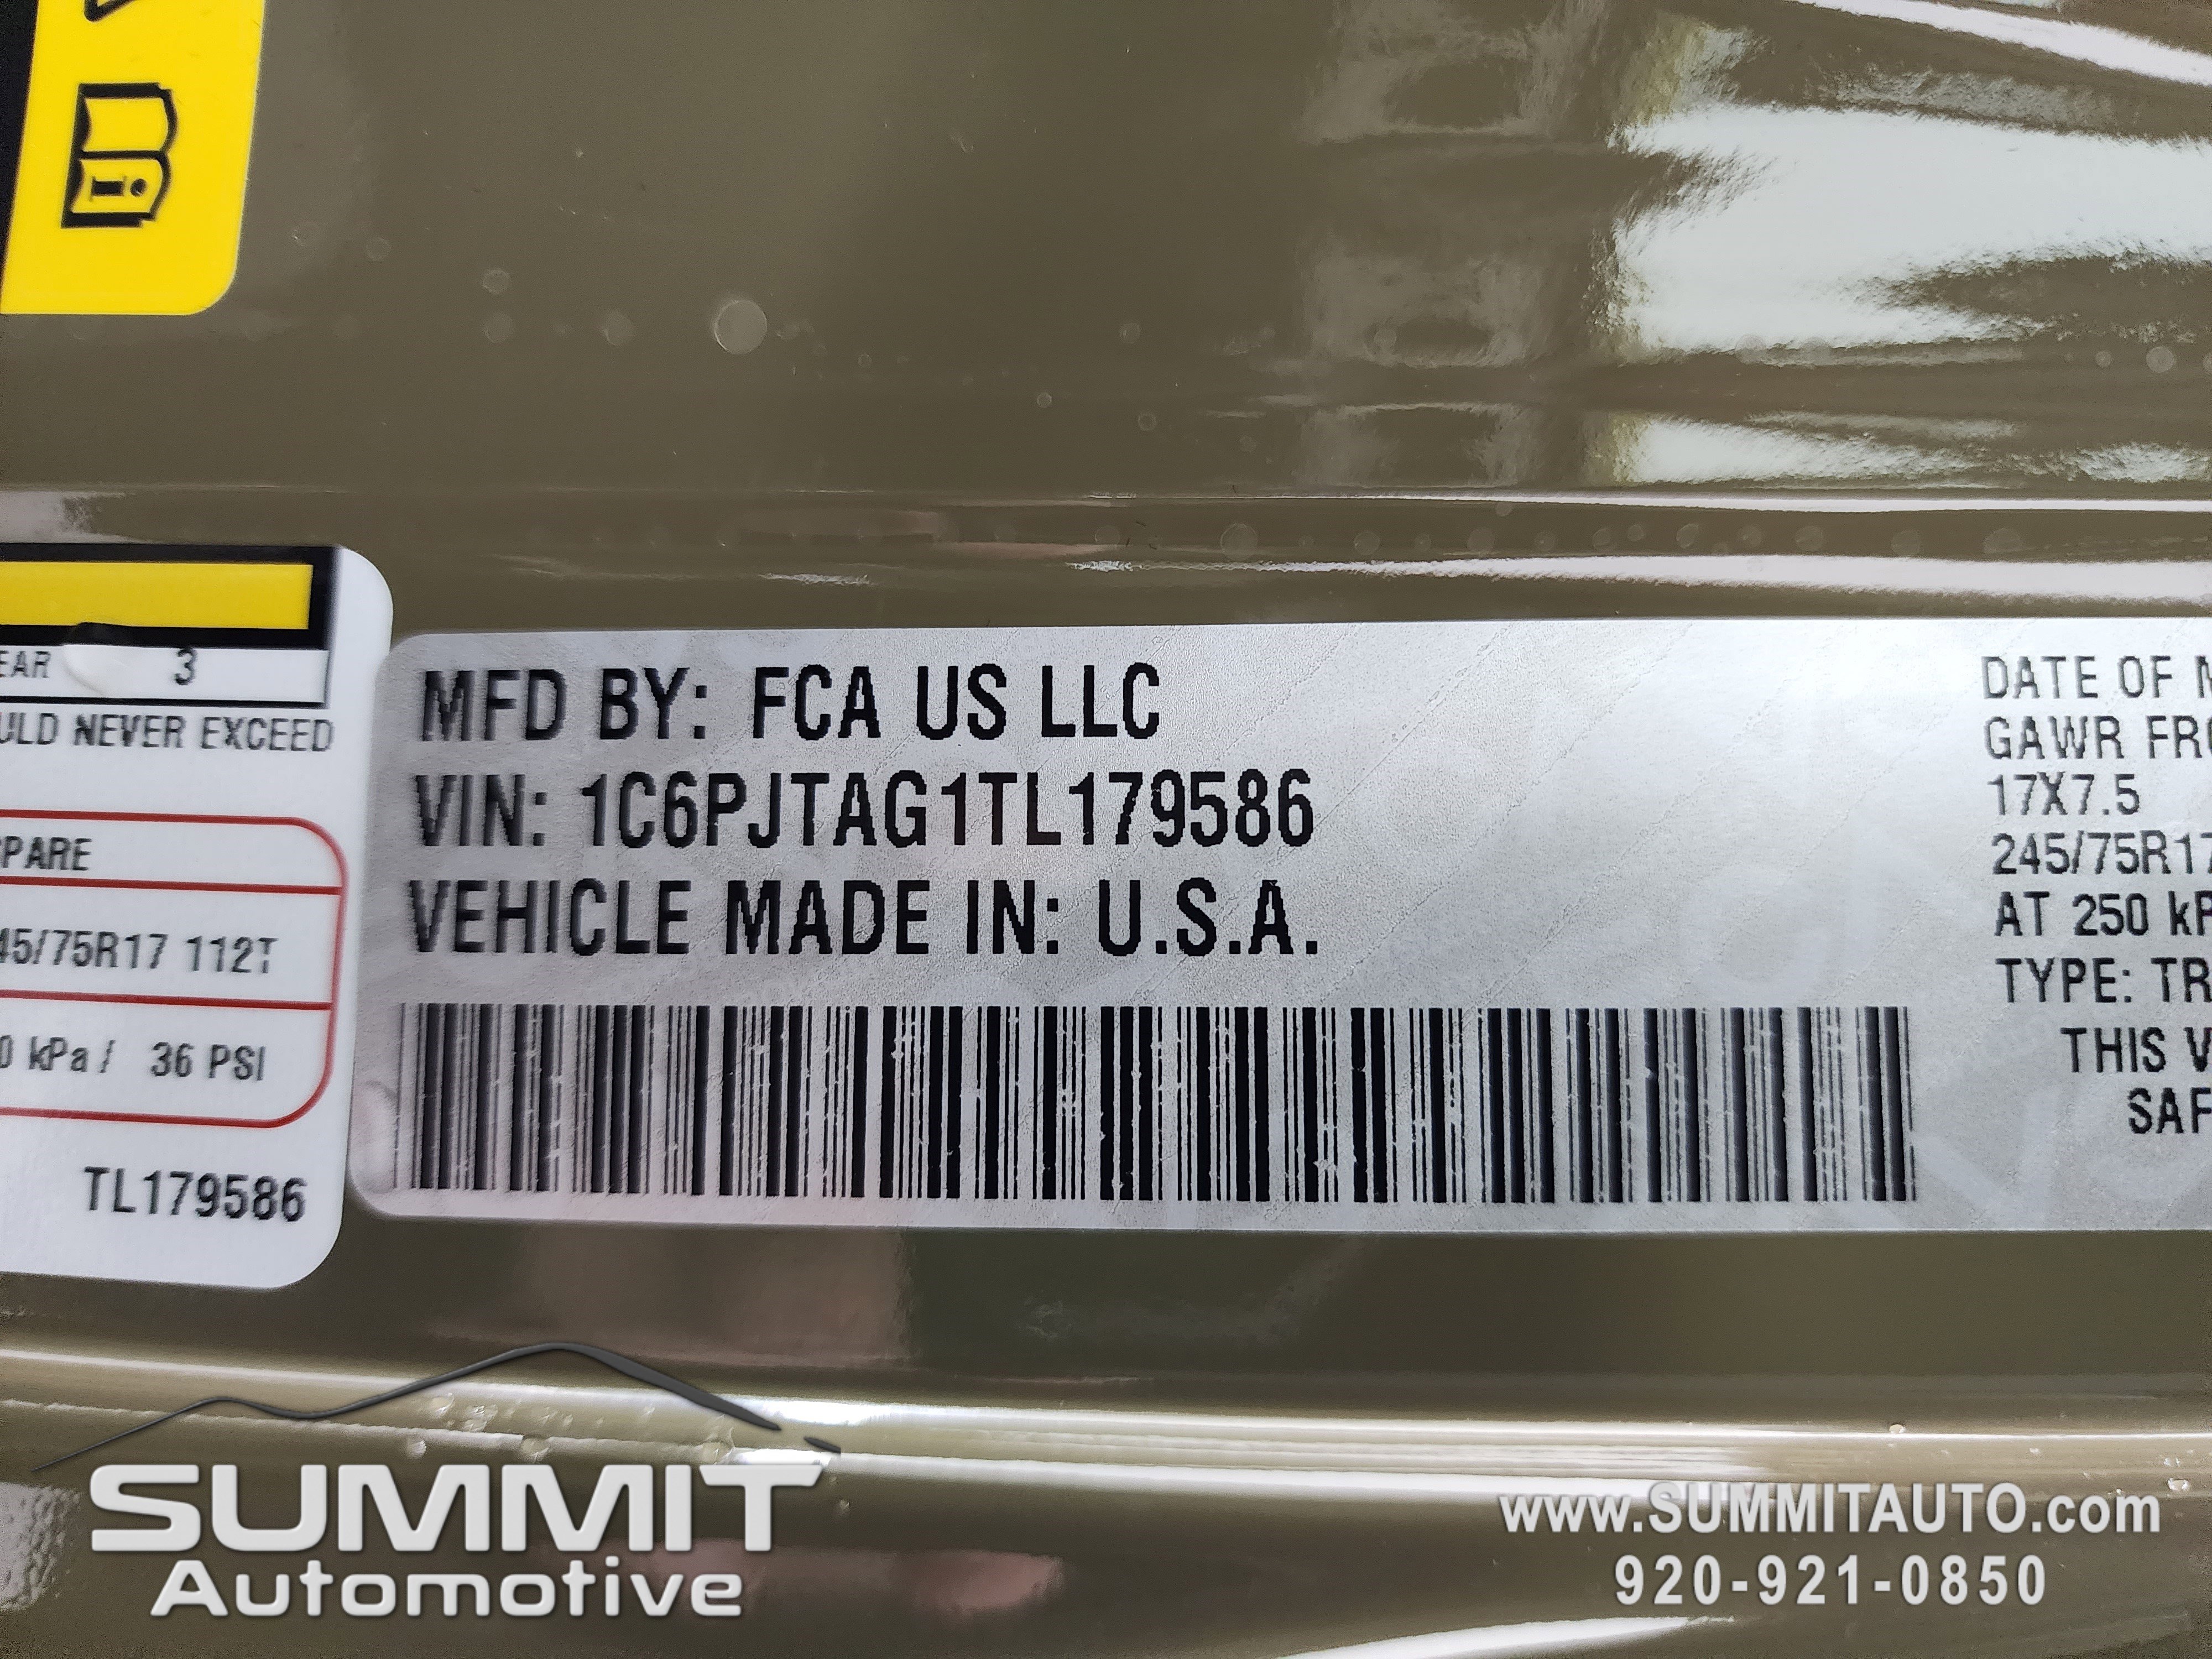 EAR 3
ULD NEVER EXCEED
PARE
45/75R17 112T
0 kPa / 36 PSI
TL179586
MFD BY: FCA US LLC
VIN: 1C6PJTAG1TL179586
VEHICLE MADE IN: U.S.A.
DATE OF M
GAWR FRO
17X7.5
245/75R17
AT 250 kP
TYPE: TR
THIS V
SAF
SUMMIT
Automotive
www.SUMMITAUTO.com
920-921-0850